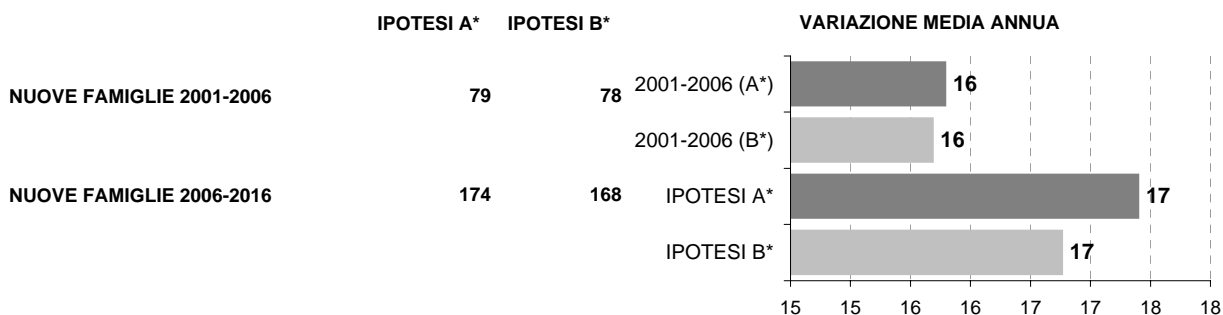 IPOTESI A* IPOTESI B* VARIAZIONE MEDIA ANNUA
NUOVE FAMIGLIE 2001-2006 79 78
NUOVE FAMIGLIE 2006-2016 174 168
2001-2006 (A*) 16
2001-2006 (B*) 16
IPOTESI A* 17
IPOTESI B* 17
15 15 16 16 17 17 18 18